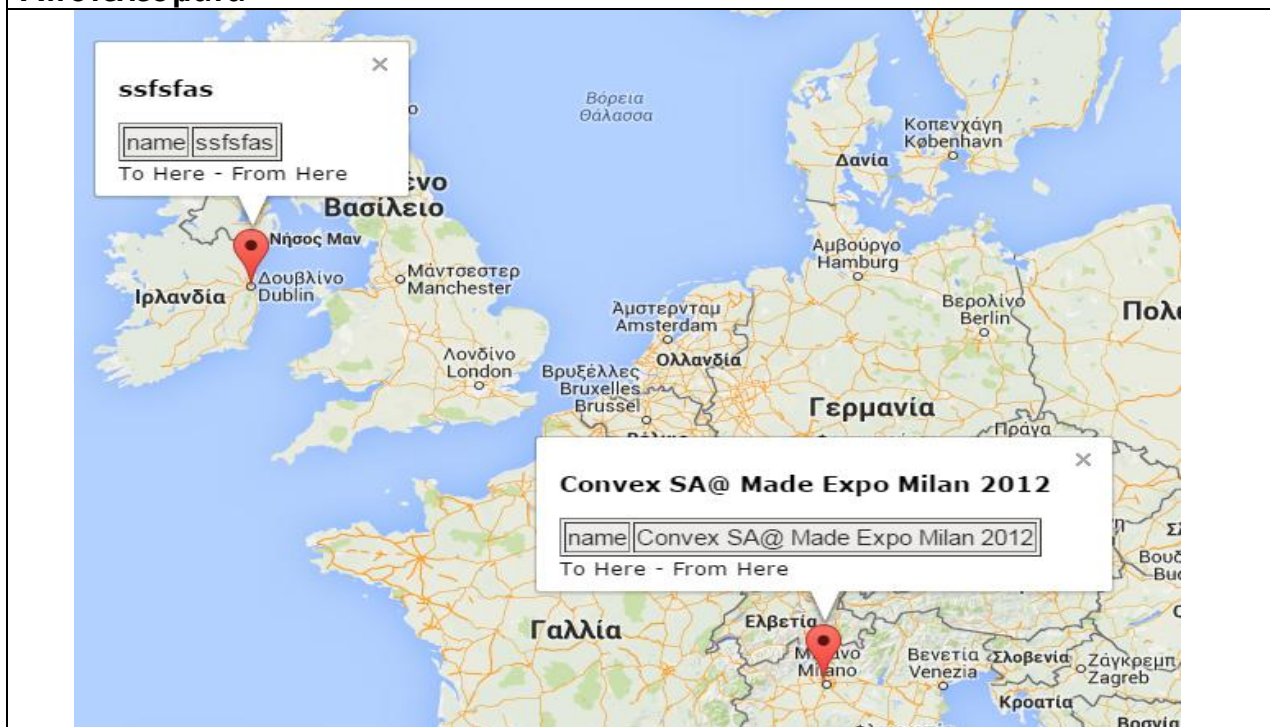 ssfsfas
name ssfsfas
To Here - From Here
Βόρεια
Θάλασσα
Κοπενχάγη
København
Δανία
Βασίλειο
Νήσος Μαν
Δουβλίνο
Dublin
Ιρλανδία
Μάντσεστερ
Manchester
Αμβούργο
Hamburg
Βερολίνο
Berlin
Άμστερνταμ
Amsterdam
Ολλανδία
Λονδίνο
London
Βρυξέλλες
Bruxelles
Brussel
Γερμανία
Πράγα
Convex SA@ Made Expo Milan 2012
name Convex SA@ Made Expo Milan 2012
To Here - From Here
Γαλλία
Ελβετία
Milano
Βενετία
Venezia
Σλοβενία
Ζάγκρεμπ
Zagreb
Κροατία